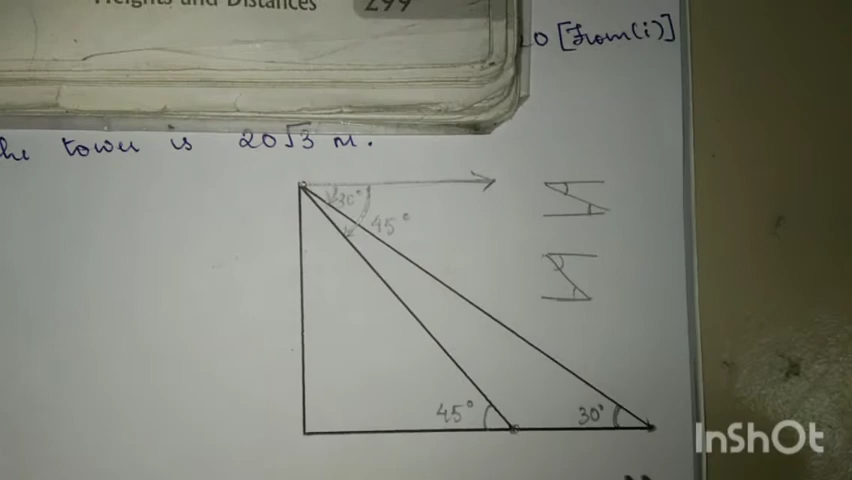 Heights and Distances 299
0 [From(i)]
the tower is 20√3 m.
30°
45°
45° 30°
InShOt